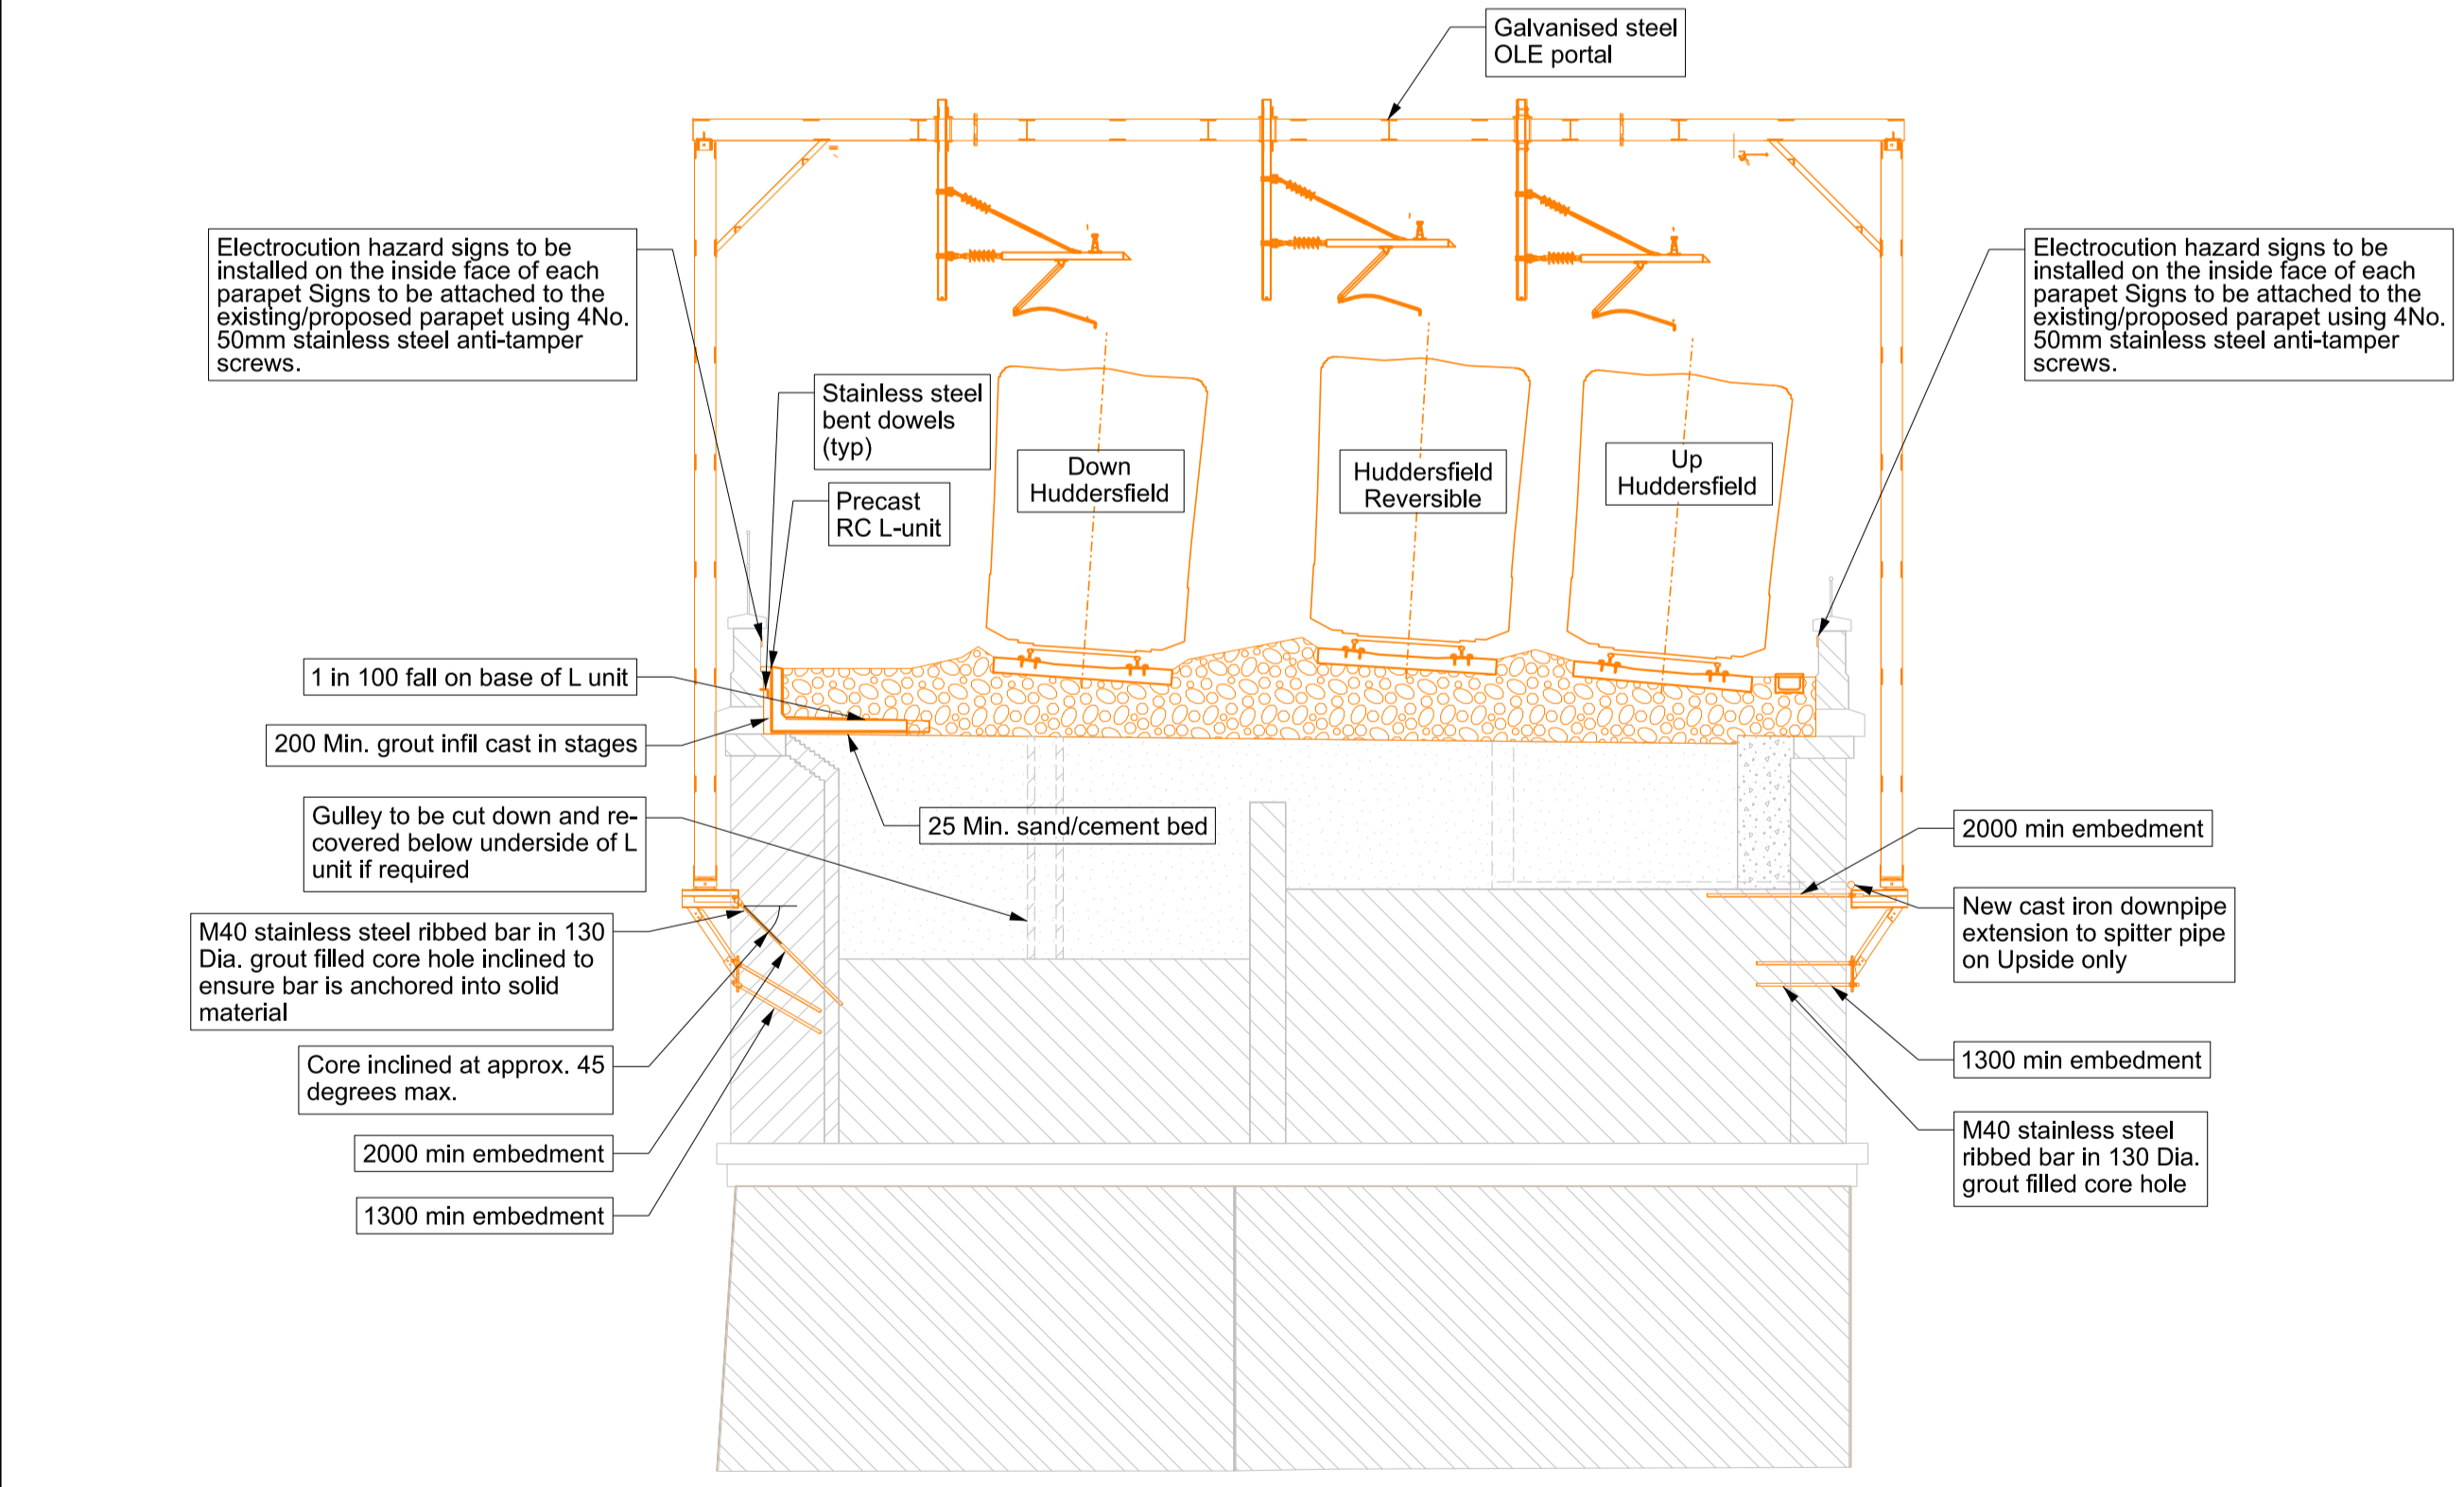 Galvanised steel
OLE portal
Electrocution hazard signs to be
installed on the inside face of each
parapet Signs to be attached to the
existing/proposed parapet using 4No.
50mm stainless steel anti-tamper
screws.
Electrocution hazard signs to be
installed on the inside face of each
parapet Signs to be attached to the
existing/proposed parapet using 4No.
50mm stainless steel anti-tamper
screws.
Stainless steel
bent dowels
(typ)
Precast
RC L-unit
Down
Huddersfield
Huddersfield
Reversible
Up
Huddersfield
1 in 100 fall on base of L unit
200 Min. grout infil cast in stages
Gulley to be cut down and re-
covered below underside of L
unit if required
25 Min. sand/cement bed
M40 stainless steel ribbed bar in 130
Dia. grout filled core hole inclined to
ensure bar is anchored into solid
material
Core inclined at approx. 45
degrees max.
2000 min embedment
1300 min embedment
2000 min embedment
New cast iron downpipe
extension to spitter pipe
on Upside only
1300 min embedment
M40 stainless steel
ribbed bar in 130 Dia.
grout filled core hole